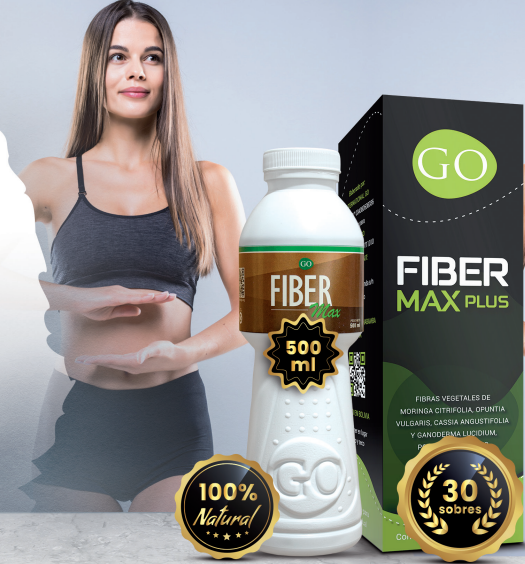 GO
FIBER
MAX PLUS
FIBRAS VEGETALES DE
MORINGA CITRIFOLIA, OPUNTIA
VULGARIS, CASSIA ANGUSTIFOLIA
Y GANODERMA LUCIDIUM,
30
sobres
GO
FIBER
Max
500
ml
GO
100%
Natural